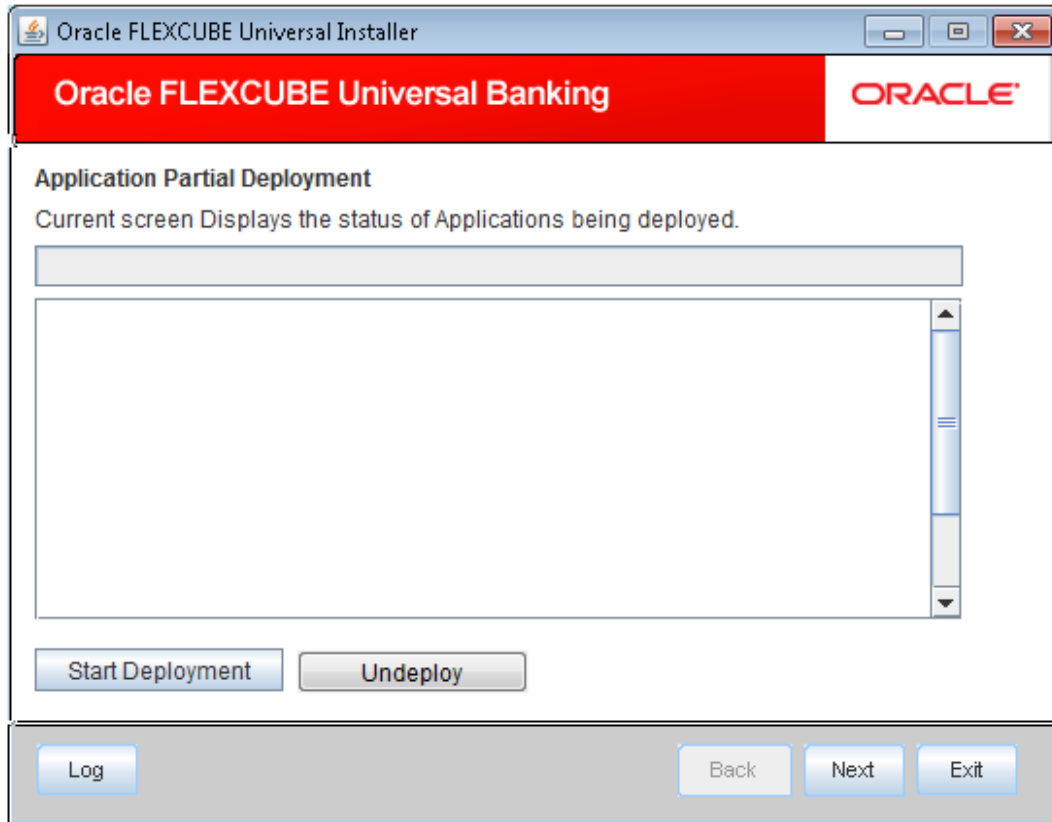 Oracle FLEXCUBE Universal Installer
Oracle FLEXCUBE Universal Banking
ORACLE
Application Partial Deployment
Current screen Displays the status of Applications being deployed.
Start Deployment
Undeploy
Log
Back
Next
Exit